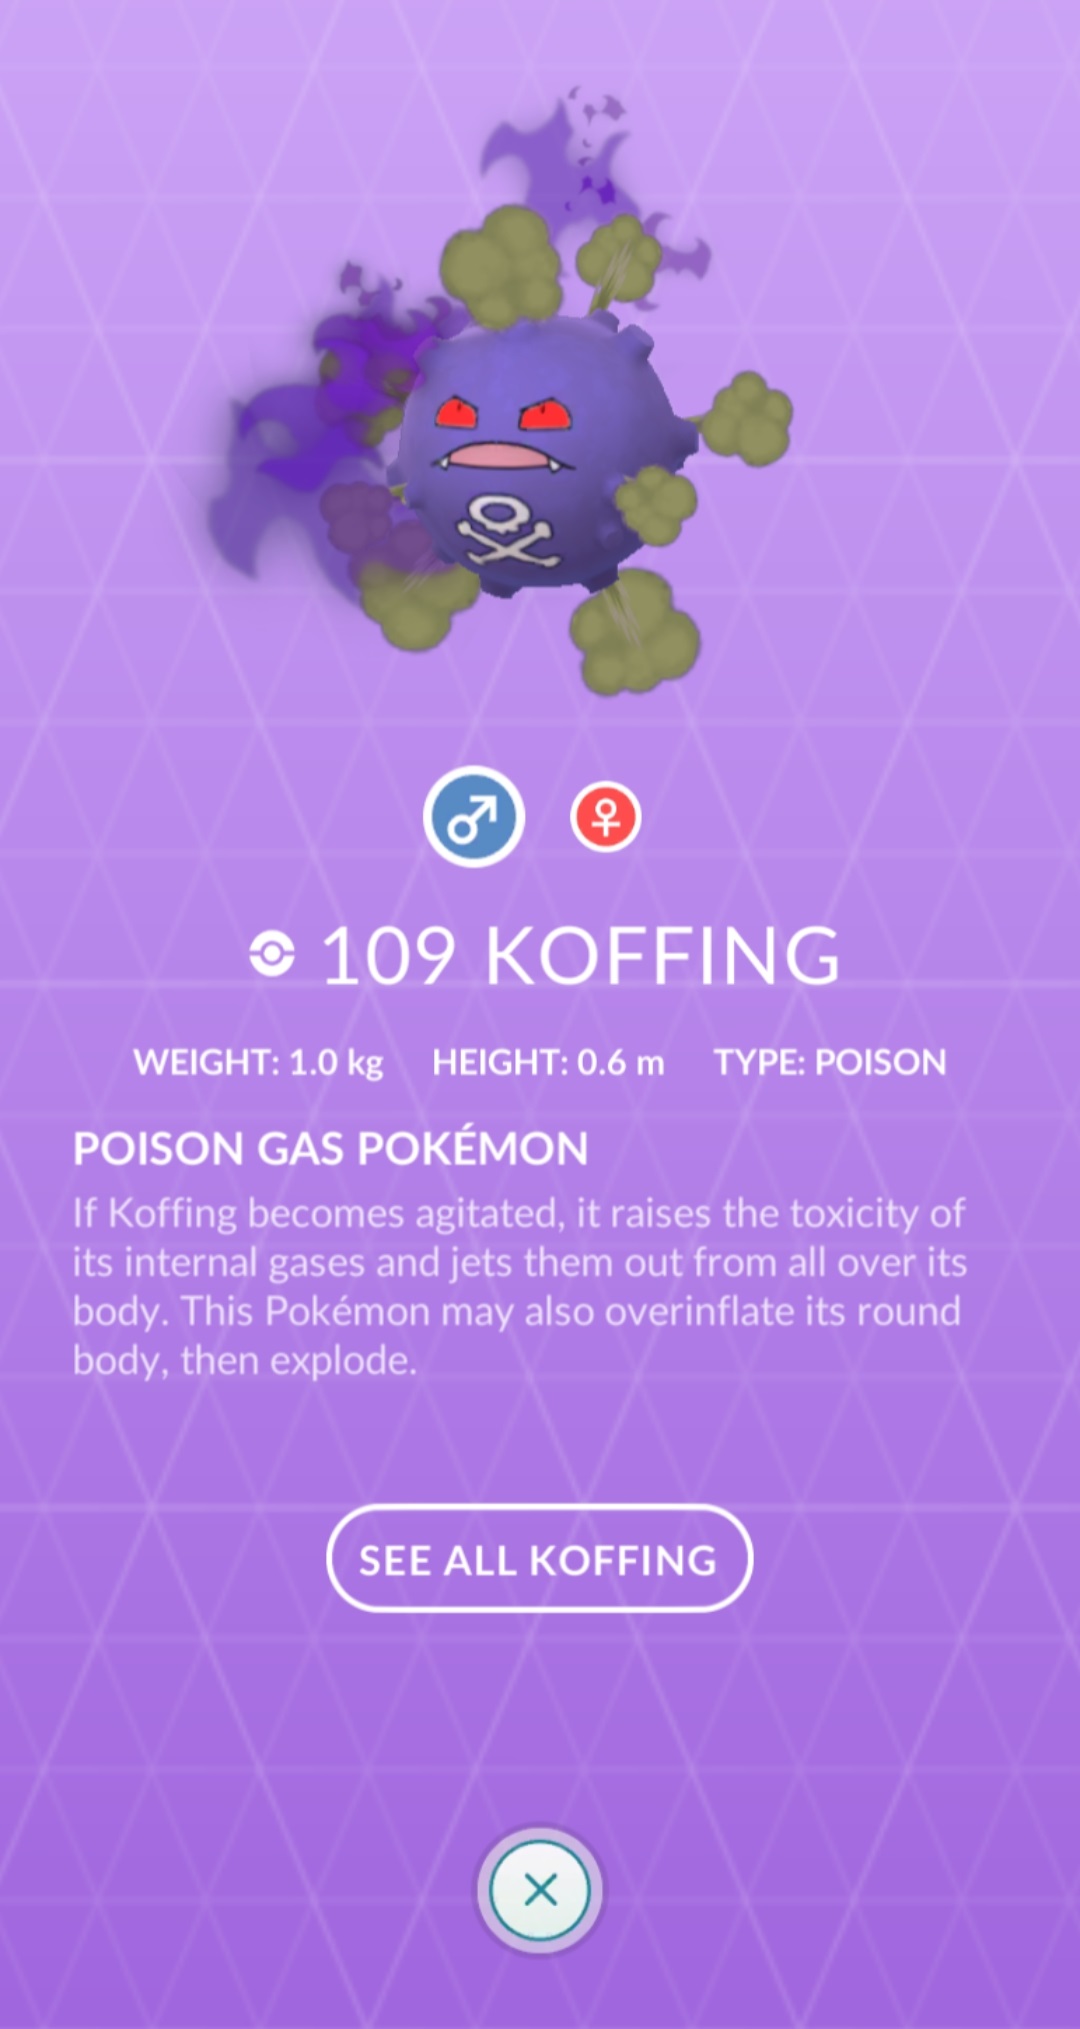 109 KOFFING
WEIGHT: 1.0 kg HEIGHT: 0.6 m TYPE: POISON
POISON GAS POKÉMON
If Koffing becomes agitated, it raises the toxicity of
its internal gases and jets them out from all over its
body. This Pokémon may also overinflate its round
body, then explode.
SEE ALL KOFFING